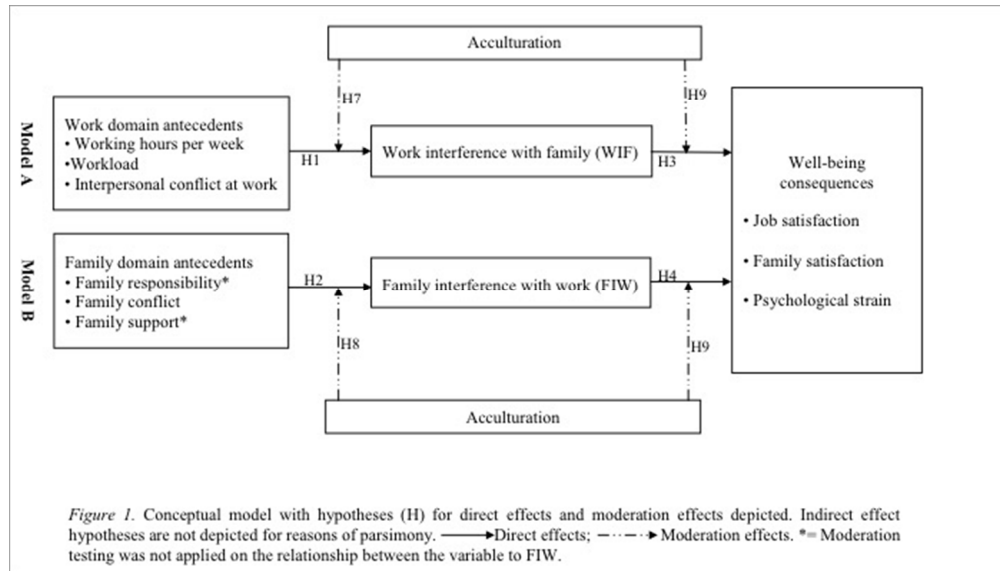 Acculturation
H7
H9
Model A
Work domain antecedents
• Working hours per week
•Workload
• Interpersonal conflict at work
H1
Work interference with family (WIF)
H3
Well-being
consequences
• Job satisfaction
• Family satisfaction
• Psychological strain
Model B
Family domain antecedents
• Family responsibility*
• Family conflict
• Family support*
H2
Family interference with work (FIW)
H4
H8
H9
Acculturation
Figure 1. Conceptual model with hypotheses (H) for direct effects and moderation effects depicted. Indirect effect
hypotheses are not depicted for reasons of parsimony. Direct effects; Moderation effects. *= Moderation
testing was not applied on the relationship between the variable to FIW.